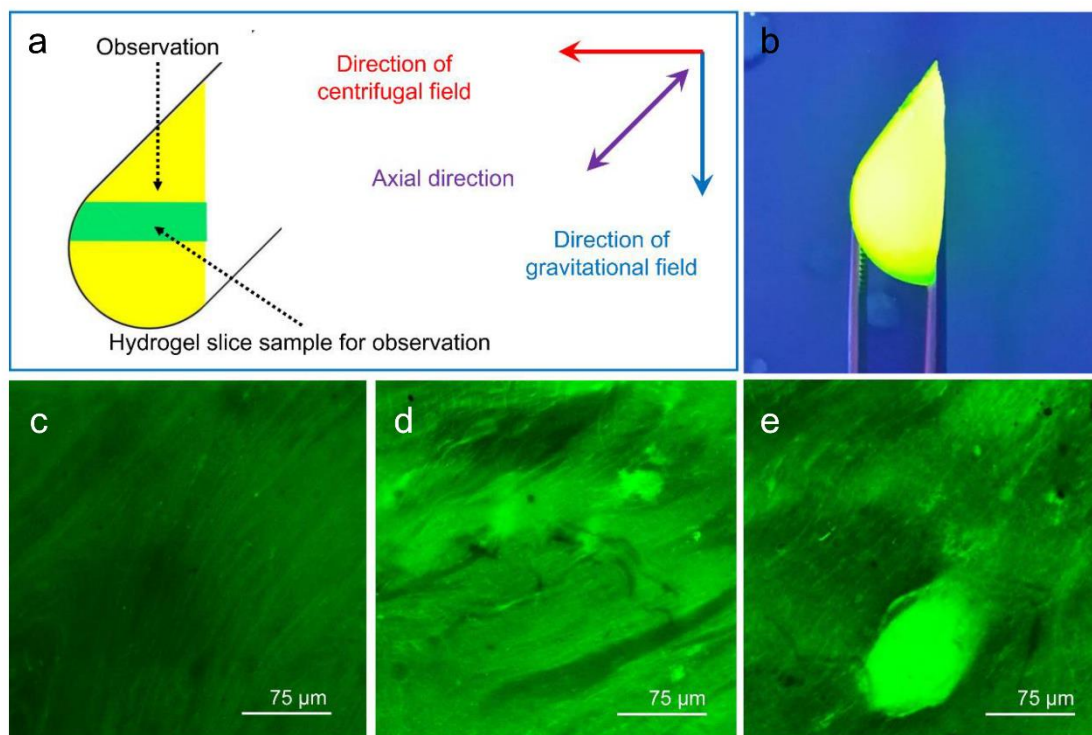 a
Observation
Direction of
centrifugal field
Axial direction
Direction of
gravitational field
Hydrogel slice sample for observation
b
c
75 µm
d
75 µm
e
75 µm